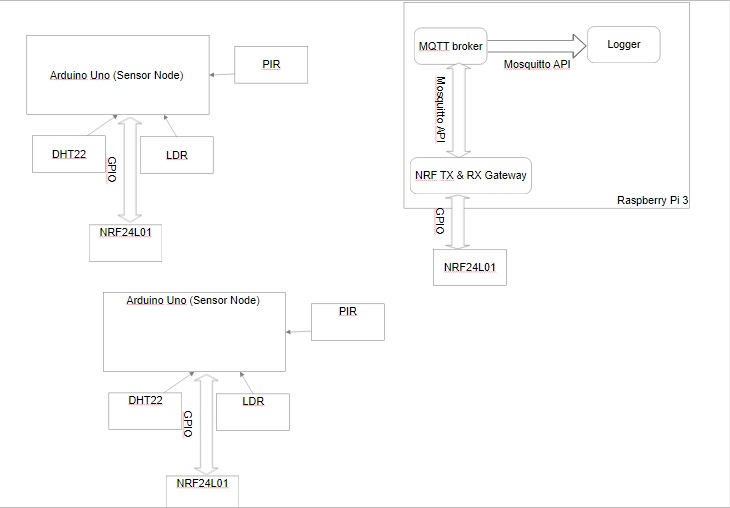 Arduino Uno (Sensor Node)
PIR
DHT22
LDR
GPIO
NRF24L01
MQTT broker
Logger
Mosquitto API
Mosquitto API
NRF TX & RX Gateway
Raspberry Pi 3
GPIO
NRF24L01
Arduino Uno (Sensor Node)
PIR
DHT22
LDR
GPIO
NRF24L01